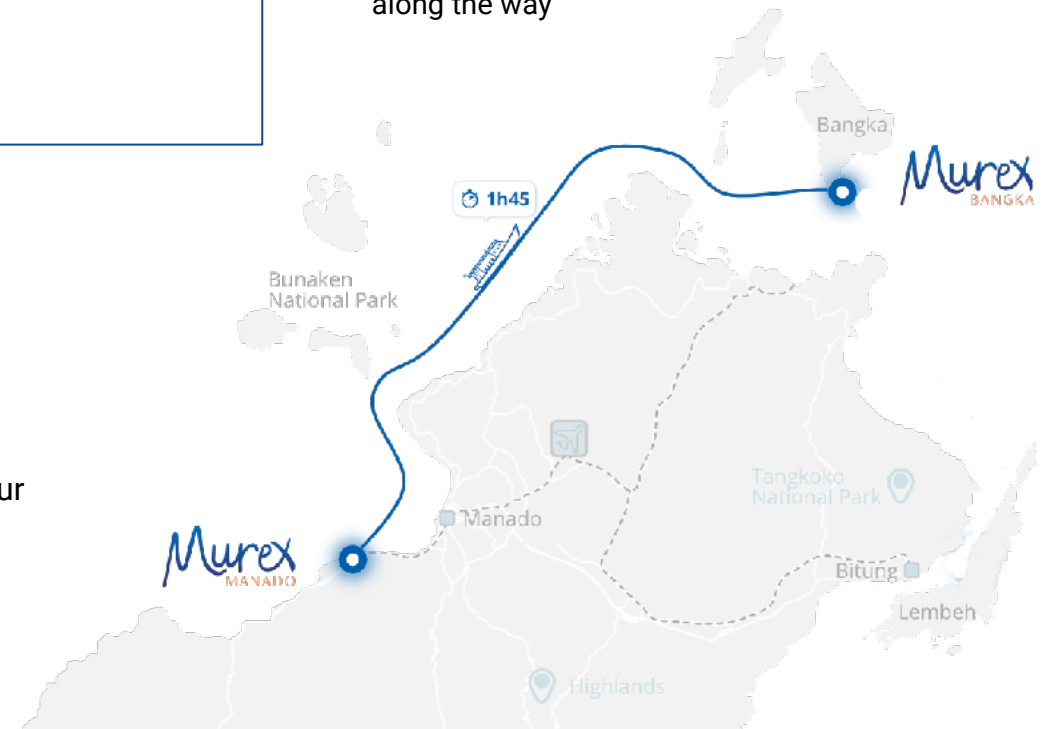 along the way
Bangka
Murex
BANGKA
1h45
Bunaken
National Park
Tangkoko
National Park
ur
Manado
Murex
MANADO
Bitung
Lembeh
Highlands